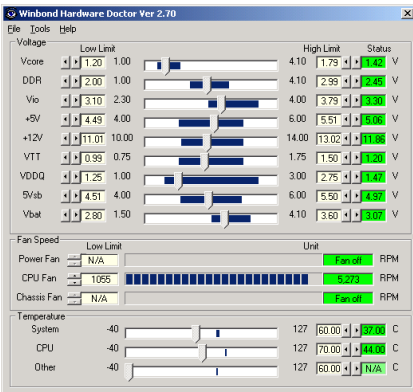 Winbond Hardware Doctor Ver 2.70
File Tools Help
Voltage
Low Limit High Limit Status
Vcore 1.20 1.00 4.10 1.79 1.42 V
DDR 2.00 1.00 4.10 2.99 2.45 V
Vio 3.10 2.30 4.00 3.79 3.30 V
+5V 4.49 4.00 6.00 5.51 5.06 V
+12V 11.01 10.00 14.00 13.02 11.86 V
VTT 0.99 0.75 1.75 1.50 1.20 V
VDDQ 1.25 1.00 3.00 2.75 1.47 V
5Vsb 4.51 4.00 6.00 5.50 4.97 V
Vbat 2.80 1.50 4.10 3.60 3.07 V
Fan Speed
Low Limit Unit
Power Fan N/A Fan off RPM
CPU Fan 1055 5,273 RPM
Chassis Fan N/A Fan off RPM
Temperature
System -40 127 60.00 37.00 C
CPU -40 127 70.00 44.00 C
Other -40 127 60.00 N/A C